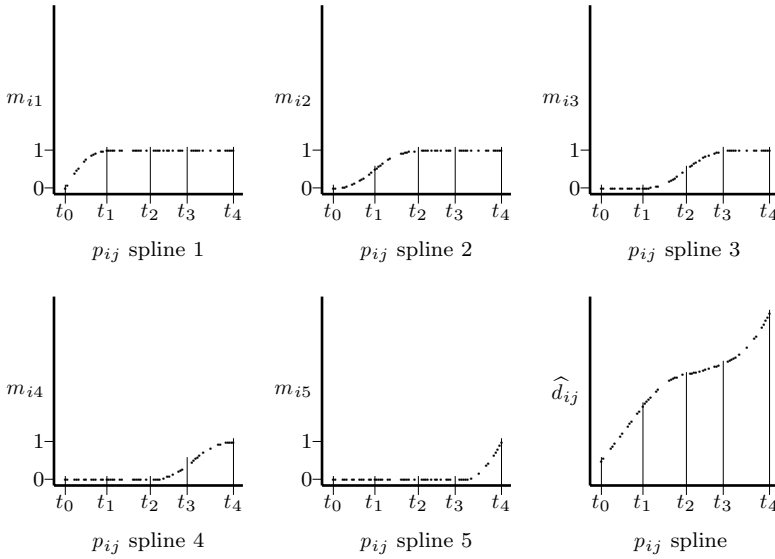 m_{i1}
1
0
t_0 t_1 t_2 t_3 t_4
p_{ij} spline 1
m_{i2}
1
0
t_0 t_1 t_2 t_3 t_4
p_{ij} spline 2
m_{i3}
1
0
t_0 t_1 t_2 t_3 t_4
p_{ij} spline 3
m_{i4}
1
0
t_0 t_1 t_2 t_3 t_4
p_{ij} spline 4
m_{i5}
1
0
t_0 t_1 t_2 t_3 t_4
p_{ij} spline 5
\widehat{d}_{ij}
t_0 t_1 t_2 t_3 t_4
p_{ij} spline